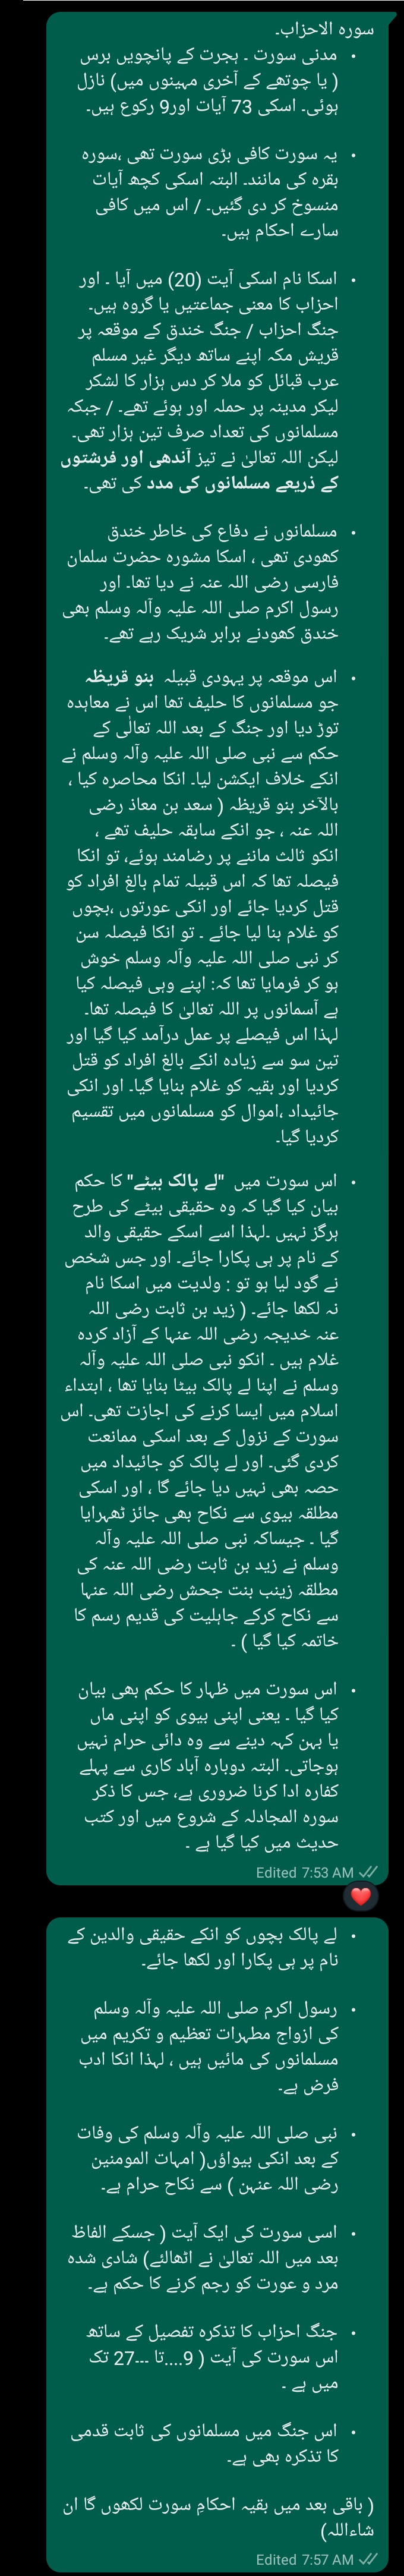 سورہ الاحزاب۔
• مدنی سورت ۔ ہجرت کے پانچویں برس
( یا چوتھے کے آخری مہینوں میں) نازل
ہوئی۔ اسکی 73 آیات اور9 رکوع ہیں۔
• یہ سورت کافی بڑی سورت تھی ،سورہ
بقرہ کی مانند۔ البتہ اسکی کچھ آیات
منسوخ کر دی گئیں۔ / اس میں کافی
سارے احکام ہیں۔
• اسکا نام اسکی آیت (20) میں آیا ۔ اور
احزاب کا معنی جماعتیں یا گروہ ہیں۔
جنگ احزاب / جنگ خندق کے موقعہ پر
قریش مکہ اپنے ساتھ دیگر غیر مسلم
عرب قبائل کو ملا کر دس ہزار کا لشکر
لیکر مدینہ پر حملہ اور ہوئے تھے۔ / جبکہ
مسلمانوں کی تعداد صرف تین ہزار تھی۔
لیکن اللہ تعالیٰ نے تیز آندھی اور فرشتوں
کے ذریعے مسلمانوں کی مدد کی تھی۔
• مسلمانوں نے دفاع کی خاطر خندق
کھودی تھی ، اسکا مشورہ حضرت سلمان
فارسی رضی اللہ عنہ نے دیا تھا۔ اور
رسول اکرم صلی اللہ علیہ وآلہ وسلم بھی
خندق کھودنے برابر شریک رہے تھے۔
• اس موقعہ پر یہودی قبیلہ بنو قریظہ
جو مسلمانوں کا حلیف تھا اس نے معاہدہ
توڑ دیا اور جنگ کے بعد اللہ تعالٰی کے
حکم سے نبی صلی اللہ علیہ وآلہ وسلم نے
انکے خلاف ایکشن لیا۔ انکا محاصرہ کیا ،
بالآخر بنو قریظہ ( سعد بن معاذ رضی
اللہ عنہ ، جو انکے سابقہ حلیف تھے ،
انکو ثالث ماننے پر رضامند ہوئے، تو انکا
فیصلہ تھا کہ اس قبیلہ تمام بالغ افراد کو
قتل کردیا جائے اور انکی عورتوں ،بچوں
کو غلام بنا لیا جائے ۔ تو انکا فیصلہ سن
کر نبی صلی اللہ علیہ وآلہ وسلم خوش
ہو کر فرمایا تھا کہ: اپنے وہی فیصلہ کیا
ہے آسمانوں پر اللہ تعالیٰ کا فیصلہ تھا۔
لہذا اس فیصلے پر عمل درآمد کیا گیا اور
تین سو سے زیادہ انکے بالغ افراد کو قتل
کردیا اور بقیہ کو غلام بنایا گیا۔ اور انکی
جائیداد ،اموال کو مسلمانوں میں تقسیم
کردیا گیا۔
• اس سورت میں "لے پالک بیٹے" کا حکم
بیان کیا گیا کہ وہ حقیقی بیٹے کی طرح
ہرگز نہیں ۔لہذا اسے اسکے حقیقی والد
کے نام پر ہی پکارا جائے۔ اور جس شخص
نے گود لیا ہو تو : ولدیت میں اسکا نام
نہ لکھا جائے۔ ( زید بن ثابت رضی اللہ
عنہ خدیجہ رضی اللہ عنہا کے آزاد کردہ
غلام ہیں ۔ انکو نبی صلی اللہ علیہ وآلہ
وسلم نے اپنا لے پالک بیٹا بنایا تھا ، ابتداء
اسلام میں ایسا کرنے کی اجازت تھی۔ اس
سورت کے نزول کے بعد اسکی ممانعت
کردی گئی۔ اور لے پالک کو جائیداد میں
حصہ بھی نہیں دیا جائے گا ، اور اسکی
مطلقہ بیوی سے نکاح بھی جائز ٹھہرایا
گیا ۔ جیساکہ نبی صلی اللہ علیہ وآلہ
وسلم نے زید بن ثابت رضی اللہ عنہ کی
مطلقہ زینب بنت جحش رضی اللہ عنہا
سے نکاح کرکے جاہلیت کی قدیم رسم کا
خاتمہ کیا گیا ) ۔
• اس سورت میں ظہار کا حکم بھی بیان
کیا گیا ۔ یعنی اپنی بیوی کو اپنی ماں
یا بہن کہہ دینے سے وہ دائی حرام نہیں
ہوجاتی۔ البتہ دوبارہ آباد کاری سے پہلے
کفارہ ادا کرنا ضروری ہے، جس کا ذکر
سورہ المجادلہ کے شروع میں اور کتب
حدیث میں کیا گیا ہے ۔
Edited 7:53 AM
• لے پالک بچوں کو انکے حقیقی والدین کے
نام پر ہی پکارا اور لکھا جائے۔
• رسول اکرم صلی اللہ علیہ وآلہ وسلم
کی ازواج مطہرات تعظیم و تکریم میں
مسلمانوں کی مائیں ہیں ، لہذا انکا ادب
فرض ہے۔
• نبی صلی اللہ علیہ وآلہ وسلم کی وفات
کے بعد انکی بیواؤں( امہات المومنین
رضی اللہ عنہن ) سے نکاح حرام ہے۔
• اسی سورت کی ایک آیت ( جسکے الفاظ
بعد میں اللہ تعالیٰ نے اٹھالئے) شادی شدہ
مرد و عورت کو رجم کرنے کا حکم ہے۔
• جنگ احزاب کا تذکرہ تفصیل کے ساتھ
اس سورت کی آیت ( 9....تا ۔۔۔27 تک
میں ہے ۔
• اس جنگ میں مسلمانوں کی ثابت قدمی
کا تذکرہ بھی ہے۔
( باقی بعد میں بقیہ احکامِ سورت لکھوں گا ان
شاءاللہ)
Edited 7:57 AM